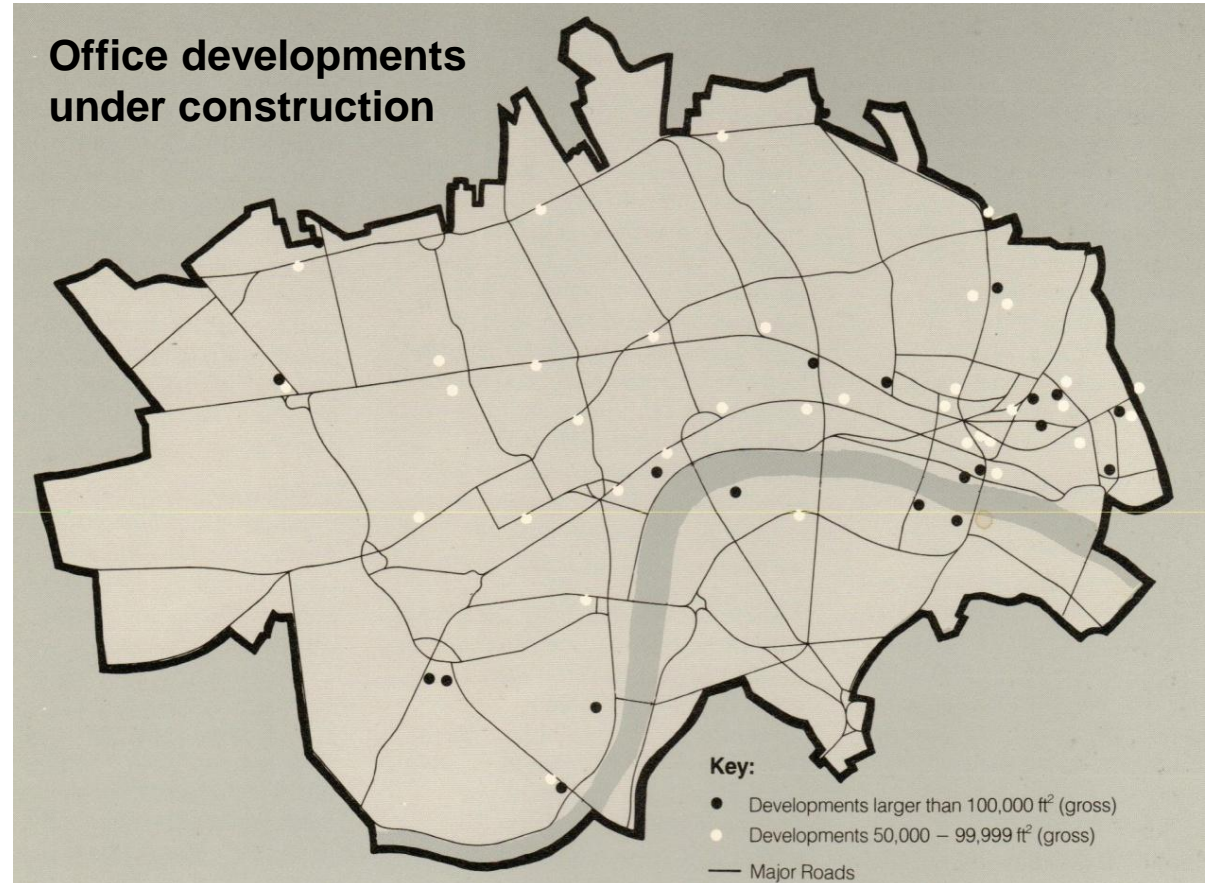 Office developments
under construction
Key:
Developments larger than 100,000 ft² (gross)
Developments 50,000 – 99,999 ft² (gross)
Major Roads